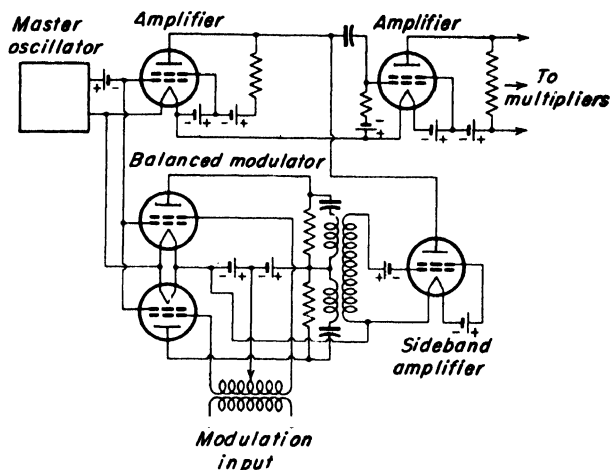 Master
oscillator
Amplifier
Amplifier
To
multipliers
Balanced modulator
Sideband
amplifier
Modulation
input